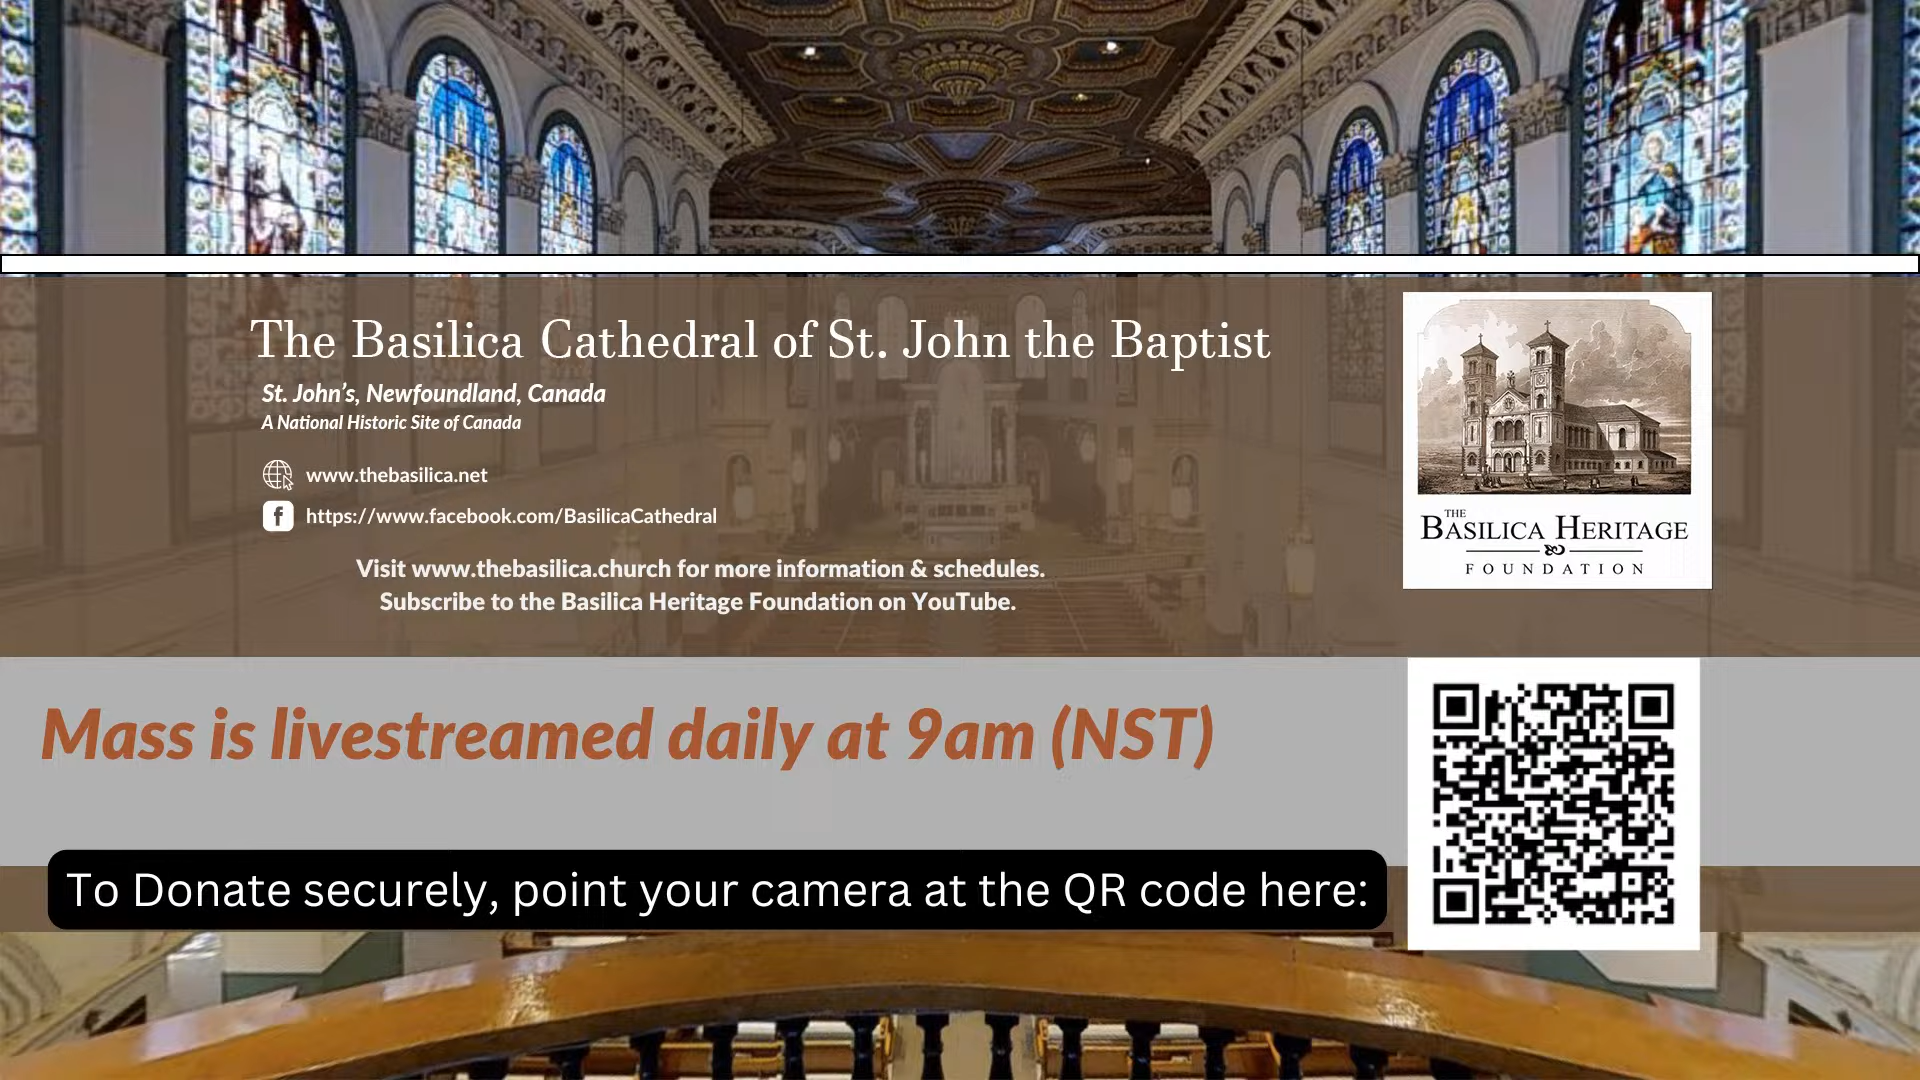 The Basilica Cathedral of St. John the Baptist
St. John's, Newfoundland, Canada
A National Historic Site of Canada
www.thebasilica.net
https://www.facebook.com/BasilicaCathedral
Visit www.thebasilica.church for more information & schedules.
Subscribe to the Basilica Heritage Foundation on YouTube.
THE
BASILICA HERITAGE
FOUNDATION
Mass is livestreamed daily at 9am (NST)
To Donate securely, point your camera at the QR code here: